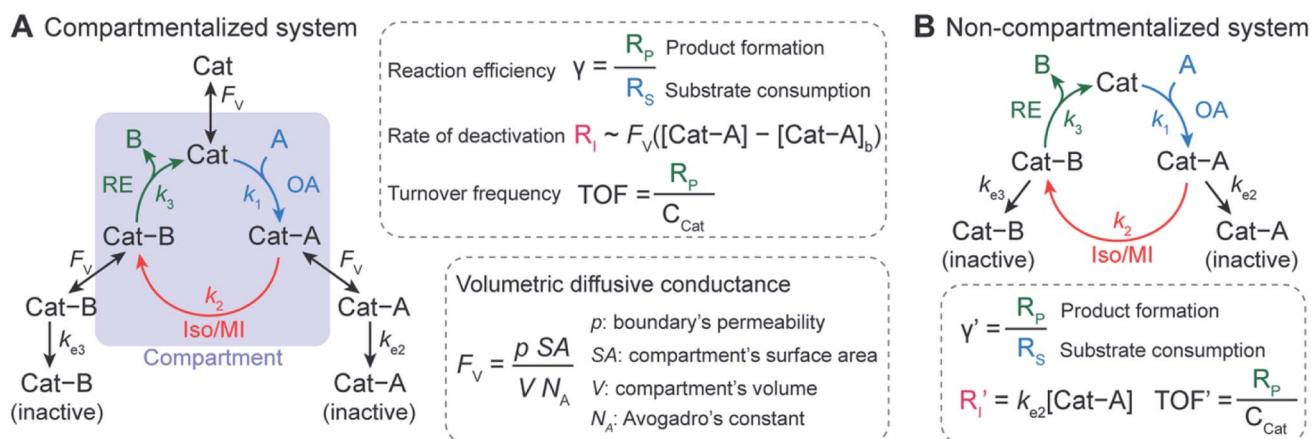 A Compartmentalized system
Cat
F_V
B
A
Cat
RE
k_3
k_1
OA
Cat–B
Cat–A
F_V
k_2
F_V
Cat–B
Iso/MI
Cat–A
k_e3
Compartment
k_e2
Cat–B
(inactive)
Cat–A
(inactive)
Reaction efficiency γ = R_P / R_S
Product formation
Substrate consumption
Rate of deactivation R_I ~ F_V([Cat–A] – [Cat–A]_b)
Turnover frequency TOF = R_P / C_Cat
Volumetric diffusive conductance
F_V = p SA / V N_A
p: boundary's permeability
SA: compartment's surface area
V: compartment's volume
N_A: Avogadro's constant
B Non-compartmentalized system
B
Cat
A
RE
k_3
k_1
OA
Cat–B
Cat–A
k_e3
k_2
k_e2
Cat–B
(inactive)
Iso/MI
Cat–A
(inactive)
γ' = R_P / R_S
Product formation
Substrate consumption
R_I' = k_e2[Cat–A] TOF' = R_P / C_Cat